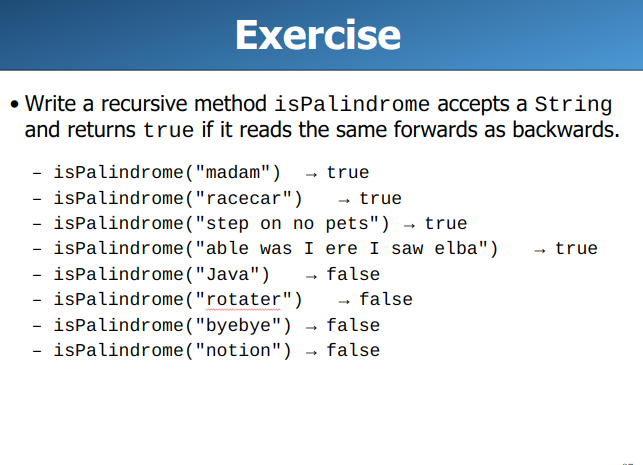 Exercise
• Write a recursive method isPalindrome accepts a String
and returns true if it reads the same forwards as backwards.
– isPalindrome("madam") → true
– isPalindrome("racecar") → true
– isPalindrome("step on no pets") → true
– isPalindrome("able was I ere I saw elba") → true
– isPalindrome("Java") → false
– isPalindrome("rotater") → false
– isPalindrome("byebye") → false
– isPalindrome("notion") → false